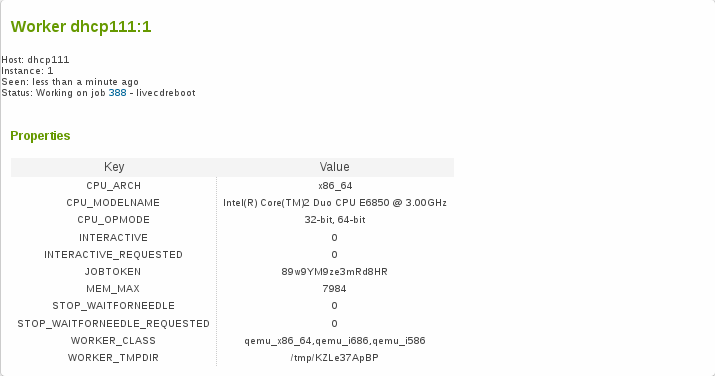 Worker dhcp111:1
Host: dhcp111
Instance: 1
Seen: less than a minute ago
Status: Working on job 388 - livecdreboot
Properties
Key Value
CPU_ARCH x86_64
CPU_MODELNAME Intel(R) Core(TM)2 Duo CPU E6850 @ 3.00GHz
CPU_OPMODE 32-bit, 64-bit
INTERACTIVE 0
INTERACTIVE_REQUESTED 0
JOBTOKEN 89w9YM9ze3mRd8HR
MEM_MAX 7984
STOP_WAITFORNEEDLE 0
STOP_WAITFORNEEDLE_REQUESTED 0
WORKER_CLASS qemu_x86_64,qemu_i686,qemu_i586
WORKER_TMPDIR /tmp/KZLe37ApBP